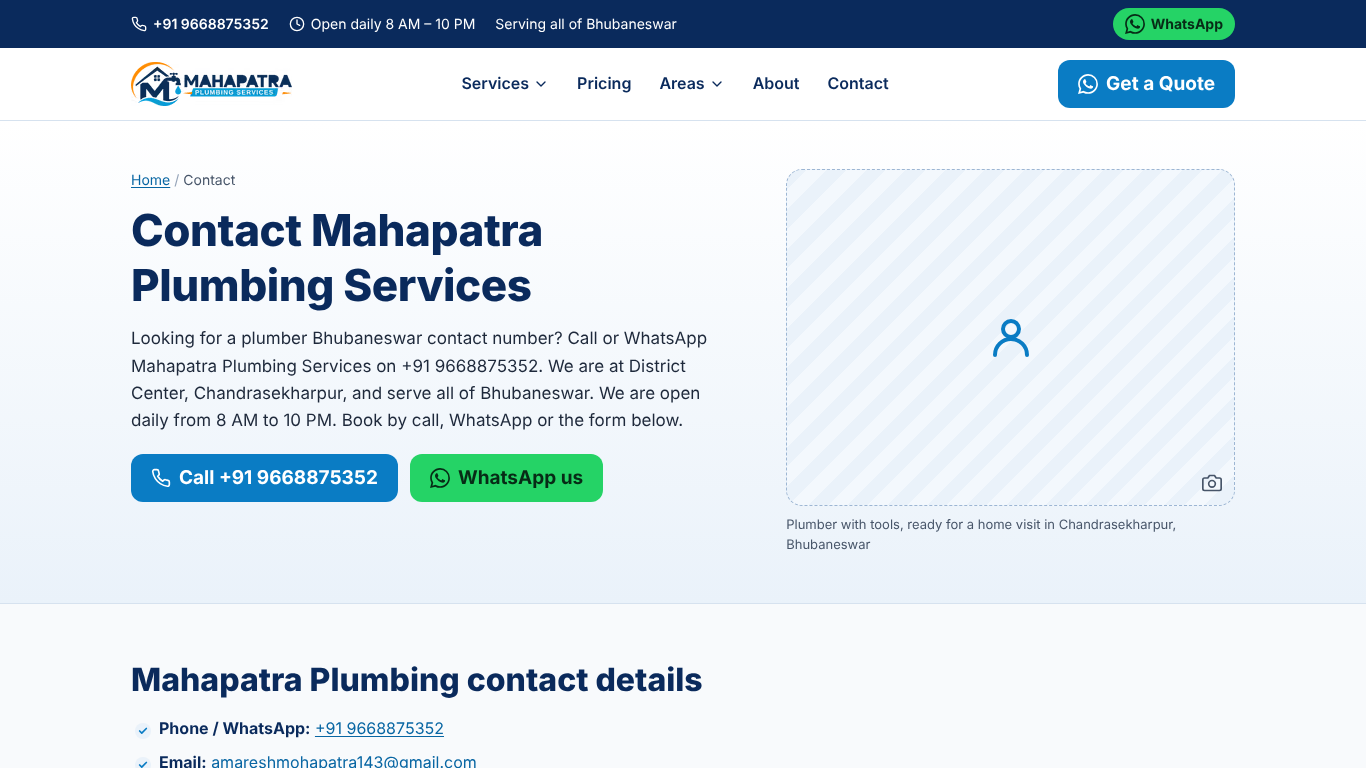 +91 9668875352
Open daily 8 AM – 10 PM
Serving all of Bhubaneswar
WhatsApp
MAHAPATRA
PLUMBING SERVICES
Services
Pricing
Areas
About
Contact
Get a Quote
Home / Contact
Contact Mahapatra
Plumbing Services
Looking for a plumber Bhubaneswar contact number? Call or WhatsApp
Mahapatra Plumbing Services on +91 9668875352. We are at District
Center, Chandrasekharpur, and serve all of Bhubaneswar. We are open
daily from 8 AM to 10 PM. Book by call, WhatsApp or the form below.
Call +91 9668875352
WhatsApp us
Plumber with tools, ready for a home visit in Chandrasekharpur,
Bhubaneswar
Mahapatra Plumbing contact details
Phone / WhatsApp: +91 9668875352
Email: amareshmohapatra143@gmail.com